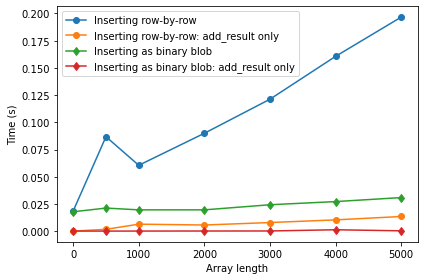 0.200
0.175
0.150
0.125
0.100
0.075
0.050
0.025
0.000
Time (s)
Inserting row-by-row
Inserting row-by-row: add_result only
Inserting as binary blob
Inserting as binary blob: add_result only
0 1000 2000 3000 4000 5000
Array length